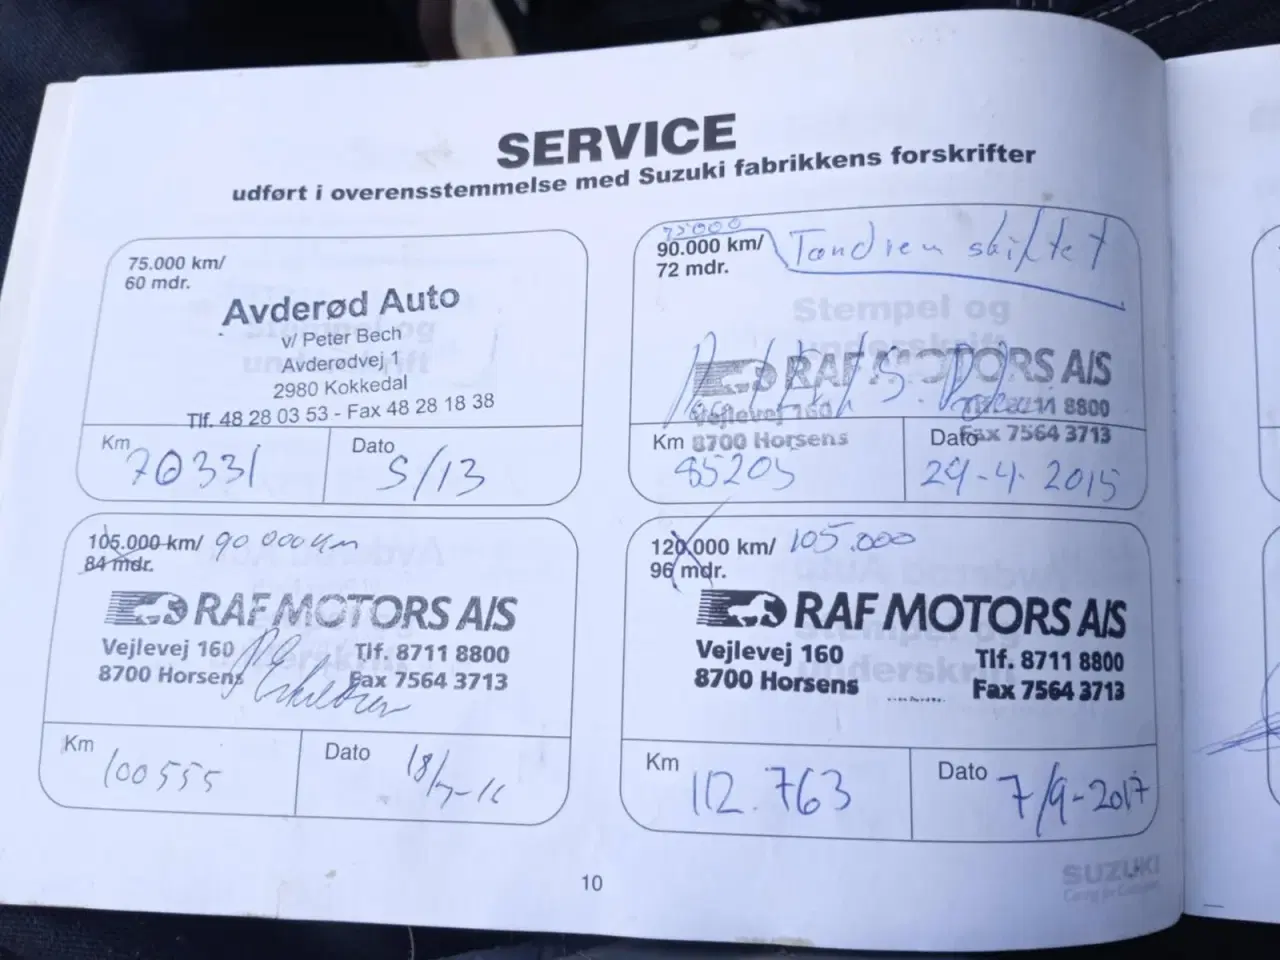 SERVICE
udført i overensstemmelse med Suzuki fabrikkens forskrifter
75.000 km/
60 mdr.
Avderød Auto
v/ Peter Bech
Avderødvej 1
2980 Kokkedal
Tlf. 48 28 03 53 - Fax 48 28 18 38
Km
70331
Dato
5/13
75000
90.000 km/
72 mdr.
Tandrem skiftet
Stempel og
underskrift
RAF MOTORS A/S
Vejlevej 160
Tlf. 8711 8800
8700 Horsens
Fax 7564 3713
Km
85205
Dato
29-4. 2015
105.000 km/ 90 000 km
84 mdr.
RAF MOTORS A/S
Vejlevej 160
Tlf. 8711 8800
8700 Horsens
Fax 7564 3713
Km
100555
Dato
18/7-16
120.000 km/ 105.000
96 mdr.
RAF MOTORS A/S
Vejlevej 160
Tlf. 8711 8800
8700 Horsens
Fax 7564 3713
Km
112.763
Dato
7/9-2017
10
SUZUKI